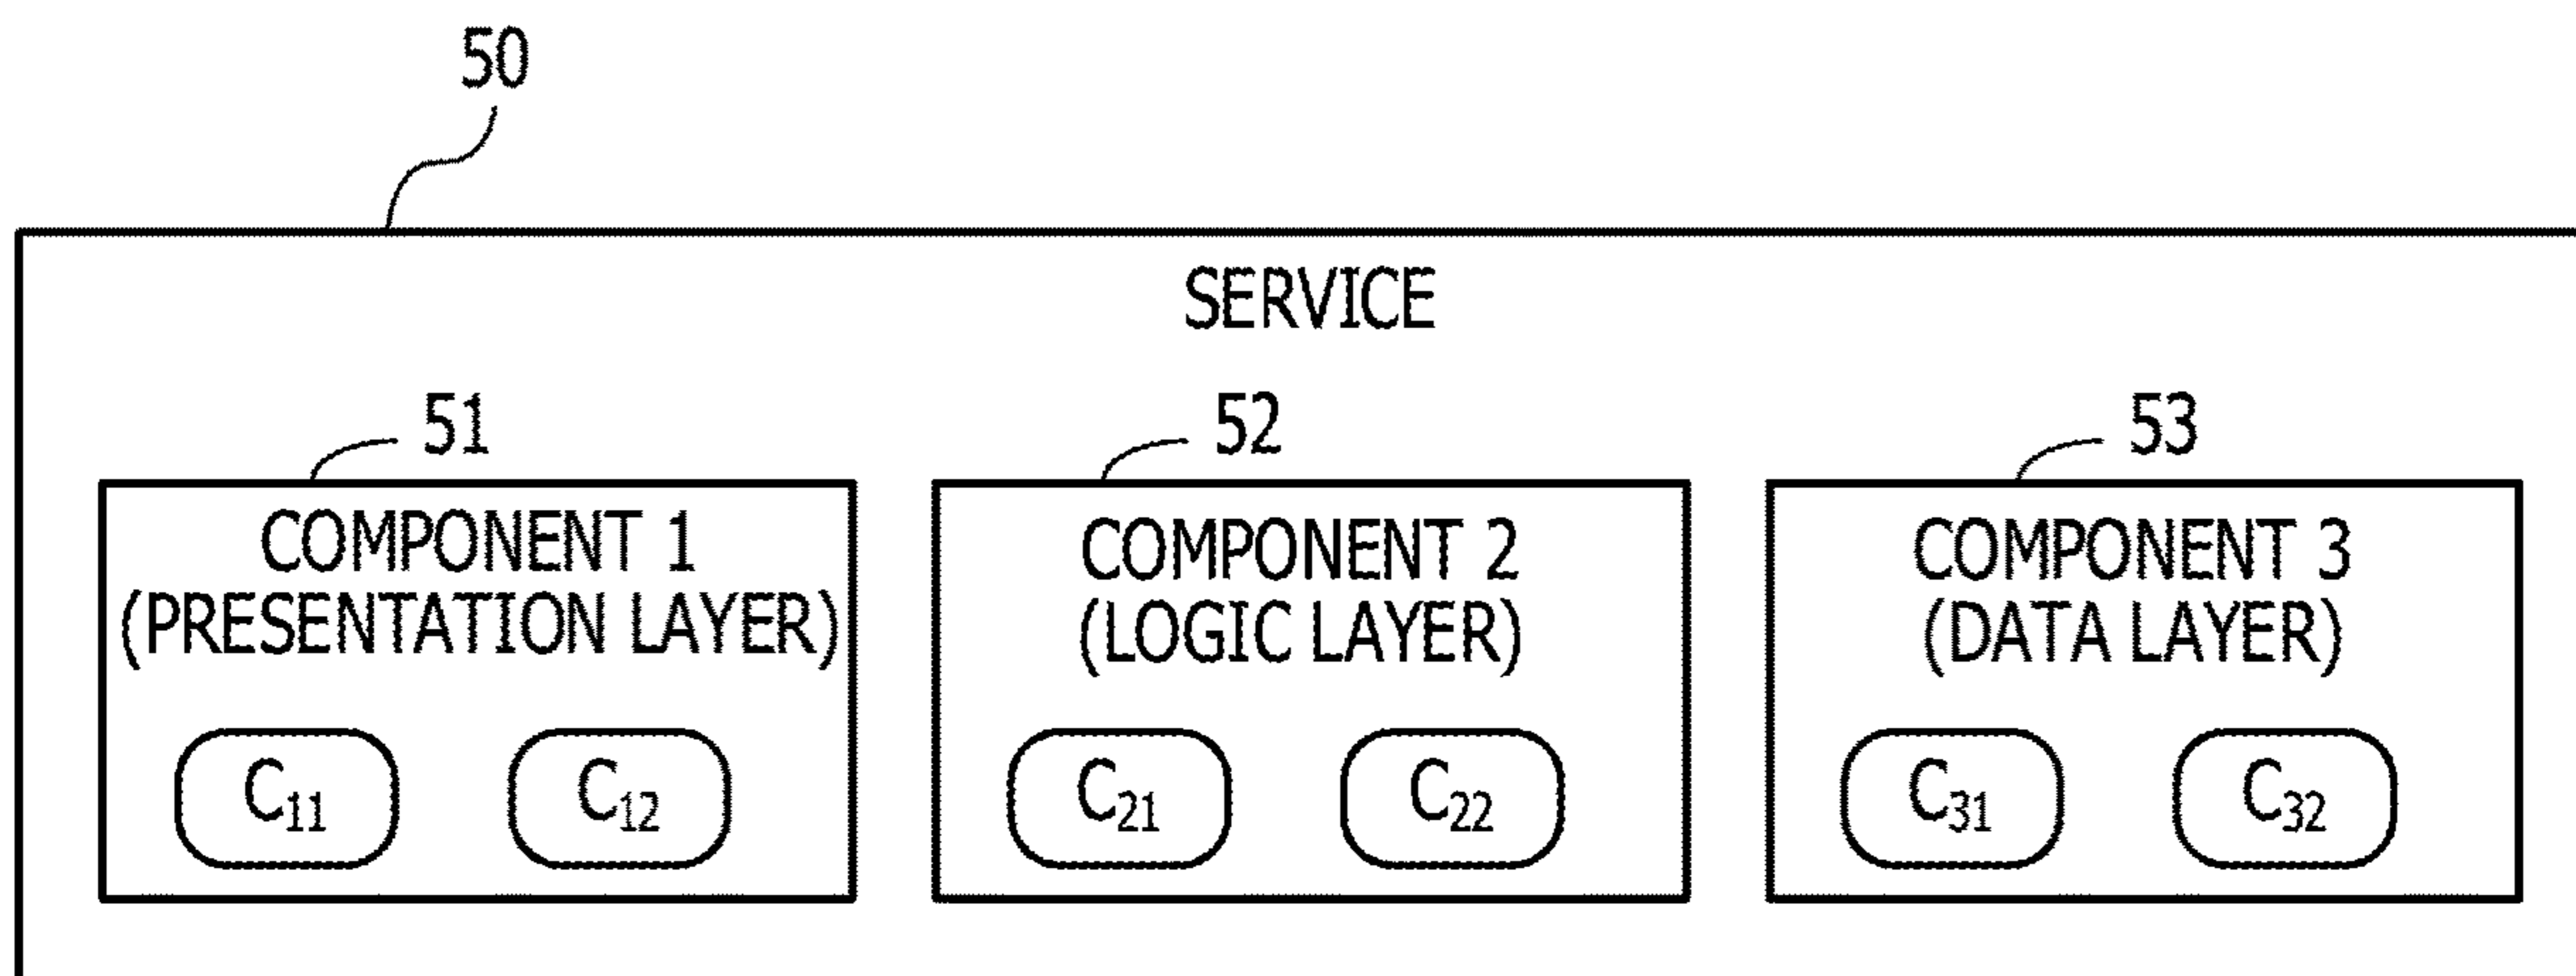 50
SERVICE
51
52
53
COMPONENT 1
(PRESENTATION LAYER)
COMPONENT 2
(LOGIC LAYER)
COMPONENT 3
(DATA LAYER)
C₁₁
C₁₂
C₂₁
C₂₂
C₃₁
C₃₂